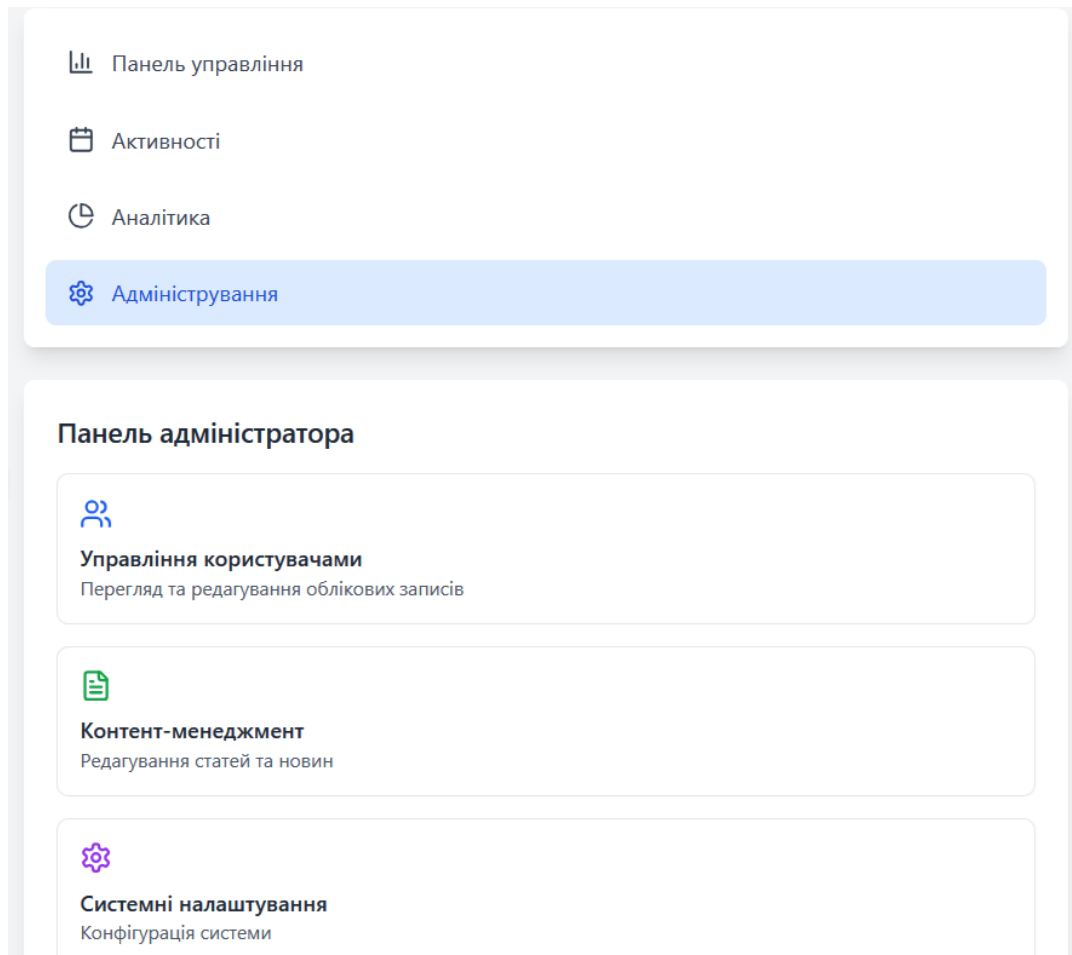 Панель управління
Активності
Аналітика
Адміністрування
Панель адміністратора
Управління користувачами
Перегляд та редагування облікових записів
Контент-менеджмент
Редагування статей та новин
Системні налаштування
Конфігурація системи